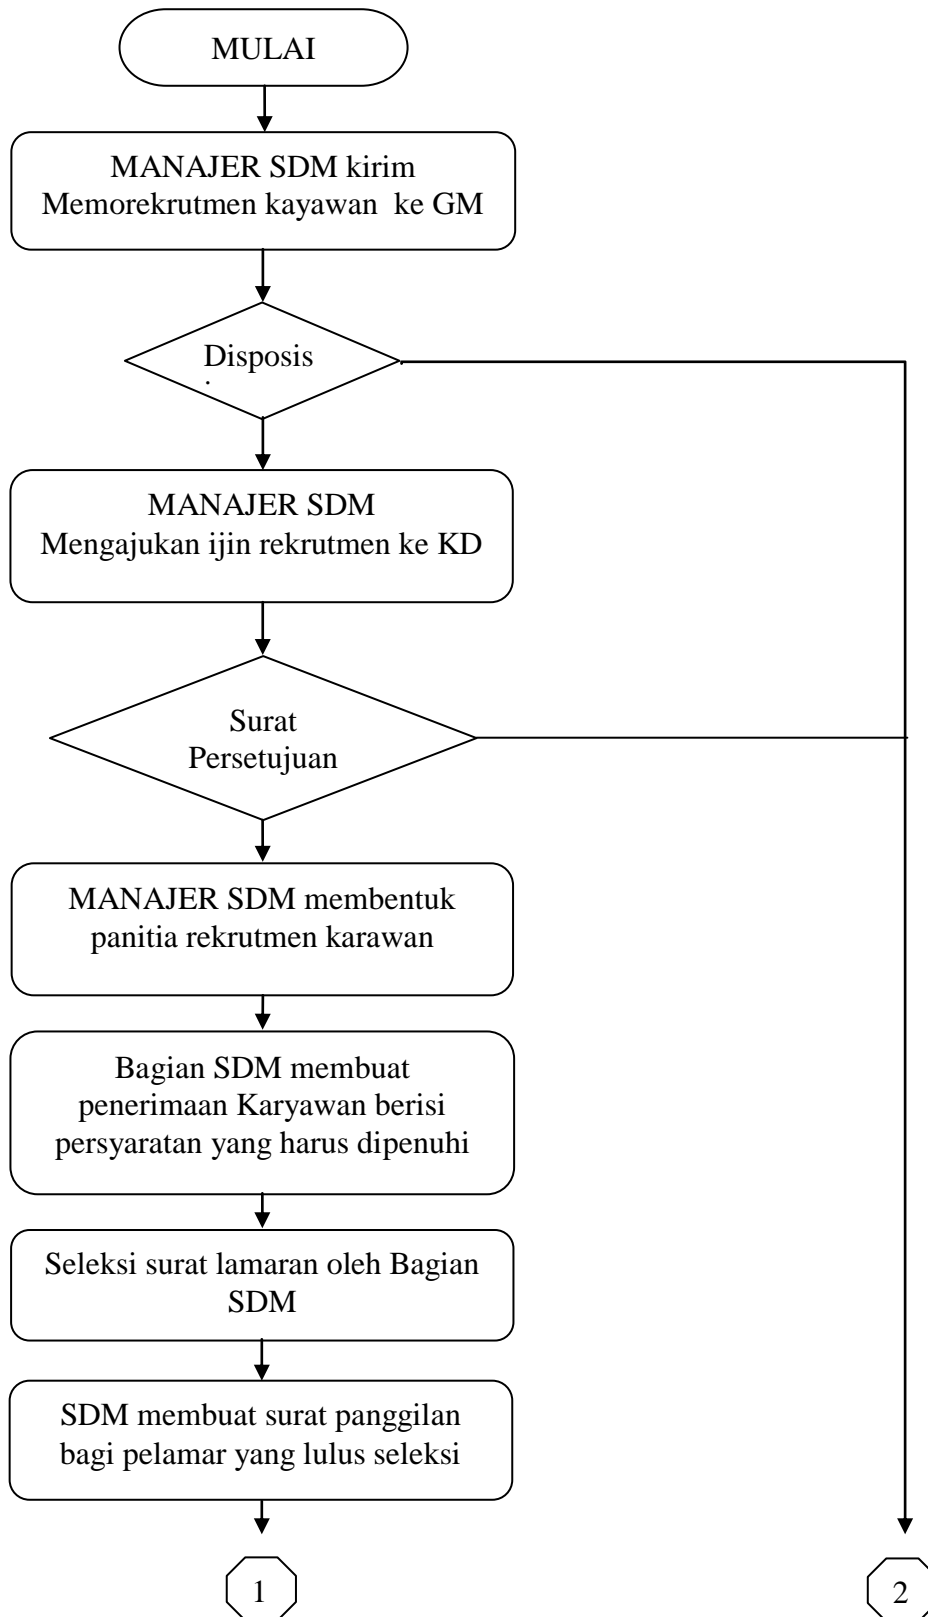 MULAI
MANAJER SDM kirim
Memorekrutmen kayawan ke GM
Disposis
MANAJER SDM
Mengajukan ijin rekrutmen ke KD
Surat
Persetujuan
MANAJER SDM membentuk
panitia rekrutmen karawan
Bagian SDM membuat
penerimaan Karyawan berisi
persyaratan yang harus dipenuhi
Seleksi surat lamaran oleh Bagian
SDM
SDM membuat surat panggilan
bagi pelamar yang lulus seleksi
1
2